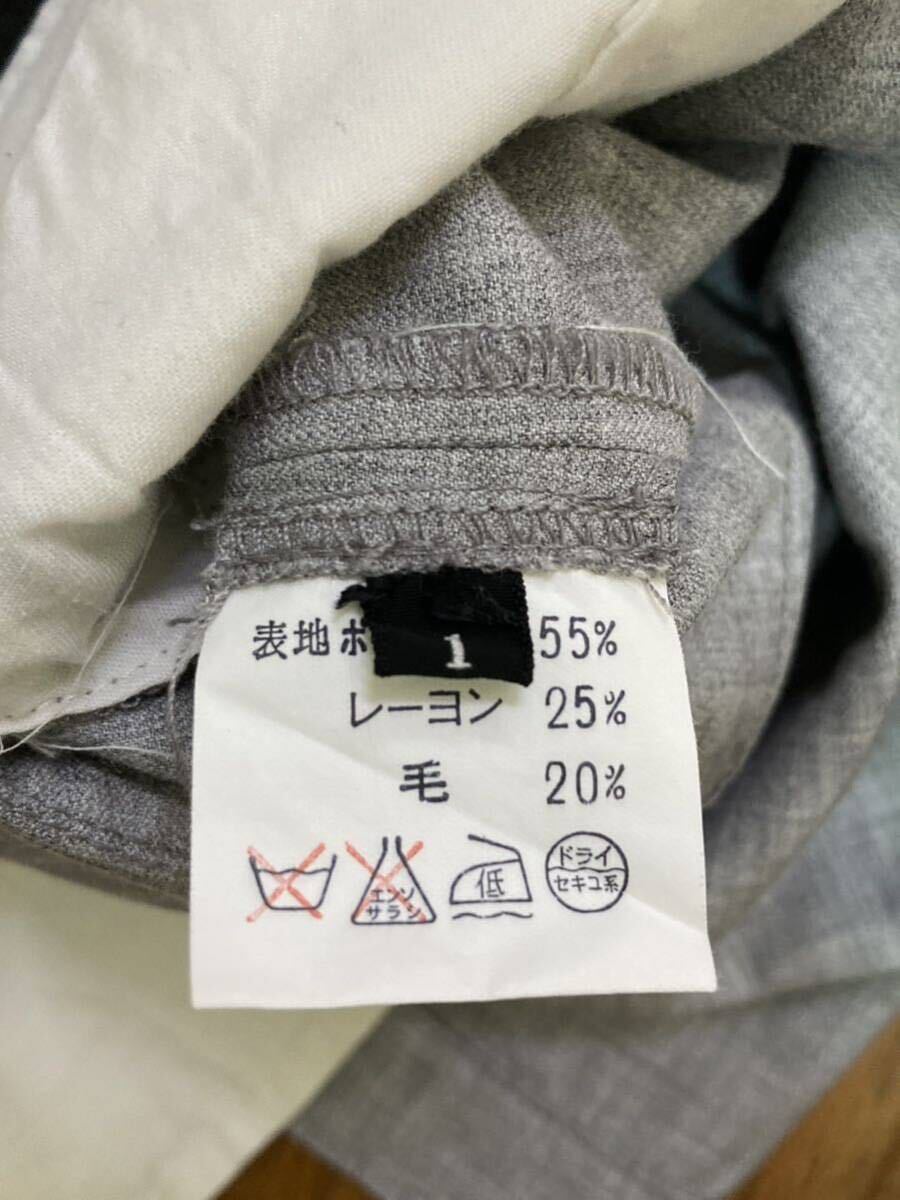 表地ポ 55%
1
レーヨン 25%
毛 20%
エンソ
サラシ
低
ドライ
セキユ系